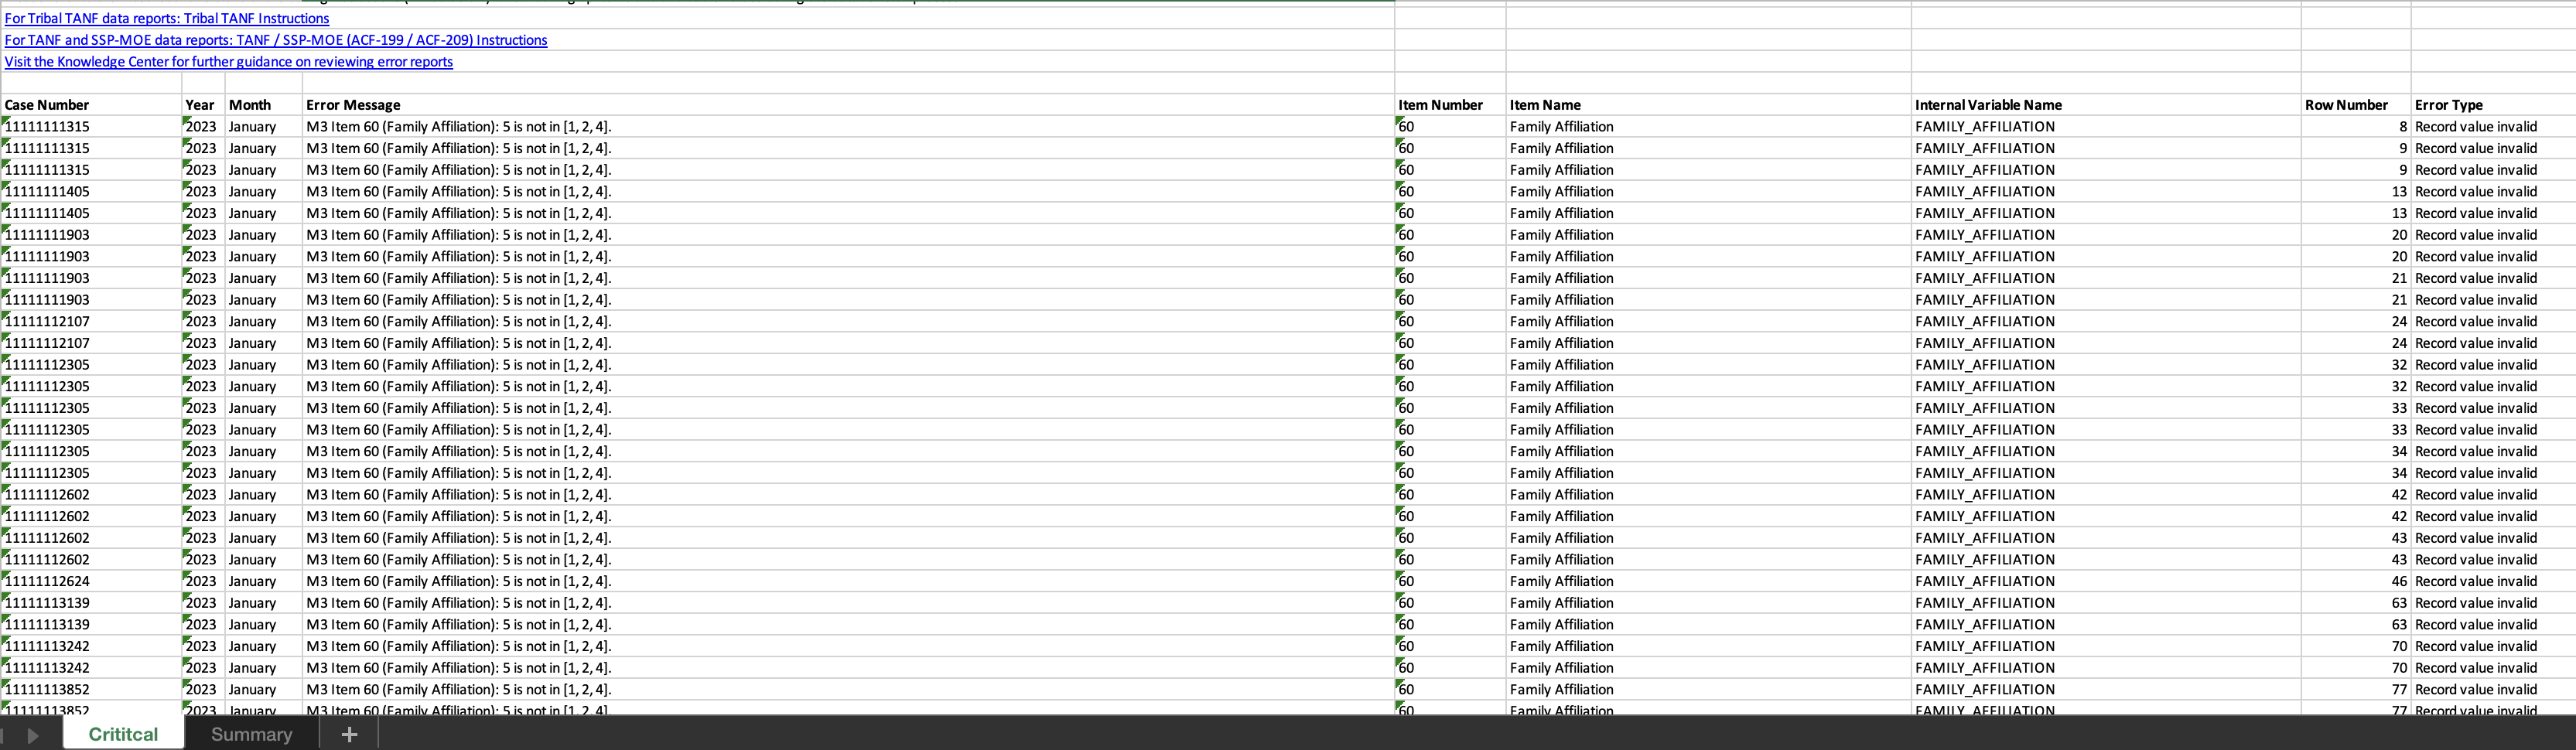 For Tribal TANF data reports: Tribal TANF Instructions
For TANF and SSP-MOE data reports: TANF / SSP-MOE (ACF-199 / ACF-209) Instructions
Visit the Knowledge Center for further guidance on reviewing error reports
Case Number Year Month Error Message Item Number Item Name Internal Variable Name Row Number Error Type
11111111315 2023 January M3 Item 60 (Family Affiliation): 5 is not in [1, 2, 4]. 60 Family Affiliation FAMILY_AFFILIATION 8 Record value invalid
11111111315 2023 January M3 Item 60 (Family Affiliation): 5 is not in [1, 2, 4]. 60 Family Affiliation FAMILY_AFFILIATION 9 Record value invalid
11111111315 2023 January M3 Item 60 (Family Affiliation): 5 is not in [1, 2, 4]. 60 Family Affiliation FAMILY_AFFILIATION 9 Record value invalid
11111111405 2023 January M3 Item 60 (Family Affiliation): 5 is not in [1, 2, 4]. 60 Family Affiliation FAMILY_AFFILIATION 13 Record value invalid
11111111405 2023 January M3 Item 60 (Family Affiliation): 5 is not in [1, 2, 4]. 60 Family Affiliation FAMILY_AFFILIATION 13 Record value invalid
11111111903 2023 January M3 Item 60 (Family Affiliation): 5 is not in [1, 2, 4]. 60 Family Affiliation FAMILY_AFFILIATION 20 Record value invalid
11111111903 2023 January M3 Item 60 (Family Affiliation): 5 is not in [1, 2, 4]. 60 Family Affiliation FAMILY_AFFILIATION 20 Record value invalid
11111111903 2023 January M3 Item 60 (Family Affiliation): 5 is not in [1, 2, 4]. 60 Family Affiliation FAMILY_AFFILIATION 21 Record value invalid
11111111903 2023 January M3 Item 60 (Family Affiliation): 5 is not in [1, 2, 4]. 60 Family Affiliation FAMILY_AFFILIATION 21 Record value invalid
11111112107 2023 January M3 Item 60 (Family Affiliation): 5 is not in [1, 2, 4]. 60 Family Affiliation FAMILY_AFFILIATION 24 Record value invalid
11111112107 2023 January M3 Item 60 (Family Affiliation): 5 is not in [1, 2, 4]. 60 Family Affiliation FAMILY_AFFILIATION 24 Record value invalid
11111112305 2023 January M3 Item 60 (Family Affiliation): 5 is not in [1, 2, 4]. 60 Family Affiliation FAMILY_AFFILIATION 32 Record value invalid
11111112305 2023 January M3 Item 60 (Family Affiliation): 5 is not in [1, 2, 4]. 60 Family Affiliation FAMILY_AFFILIATION 32 Record value invalid
11111112305 2023 January M3 Item 60 (Family Affiliation): 5 is not in [1, 2, 4]. 60 Family Affiliation FAMILY_AFFILIATION 33 Record value invalid
11111112305 2023 January M3 Item 60 (Family Affiliation): 5 is not in [1, 2, 4]. 60 Family Affiliation FAMILY_AFFILIATION 33 Record value invalid
11111112305 2023 January M3 Item 60 (Family Affiliation): 5 is not in [1, 2, 4]. 60 Family Affiliation FAMILY_AFFILIATION 34 Record value invalid
11111112305 2023 January M3 Item 60 (Family Affiliation): 5 is not in [1, 2, 4]. 60 Family Affiliation FAMILY_AFFILIATION 34 Record value invalid
11111112602 2023 January M3 Item 60 (Family Affiliation): 5 is not in [1, 2, 4]. 60 Family Affiliation FAMILY_AFFILIATION 42 Record value invalid
11111112602 2023 January M3 Item 60 (Family Affiliation): 5 is not in [1, 2, 4]. 60 Family Affiliation FAMILY_AFFILIATION 42 Record value invalid
11111112602 2023 January M3 Item 60 (Family Affiliation): 5 is not in [1, 2, 4]. 60 Family Affiliation FAMILY_AFFILIATION 43 Record value invalid
11111112602 2023 January M3 Item 60 (Family Affiliation): 5 is not in [1, 2, 4]. 60 Family Affiliation FAMILY_AFFILIATION 43 Record value invalid
11111112624 2023 January M3 Item 60 (Family Affiliation): 5 is not in [1, 2, 4]. 60 Family Affiliation FAMILY_AFFILIATION 46 Record value invalid
11111113139 2023 January M3 Item 60 (Family Affiliation): 5 is not in [1, 2, 4]. 60 Family Affiliation FAMILY_AFFILIATION 63 Record value invalid
11111113139 2023 January M3 Item 60 (Family Affiliation): 5 is not in [1, 2, 4]. 60 Family Affiliation FAMILY_AFFILIATION 63 Record value invalid
11111113242 2023 January M3 Item 60 (Family Affiliation): 5 is not in [1, 2, 4]. 60 Family Affiliation FAMILY_AFFILIATION 70 Record value invalid
11111113242 2023 January M3 Item 60 (Family Affiliation): 5 is not in [1, 2, 4]. 60 Family Affiliation FAMILY_AFFILIATION 70 Record value invalid
11111113852 2023 January M3 Item 60 (Family Affiliation): 5 is not in [1, 2, 4]. 60 Family Affiliation FAMILY_AFFILIATION 77 Record value invalid
11111113852 2023 January M3 Item 60 (Family Affiliation): 5 is not in [1, 2, 4]. 60 Family Affiliation FAMILY_AFFILIATION 77 Record value invalid
Crititcal Summary +